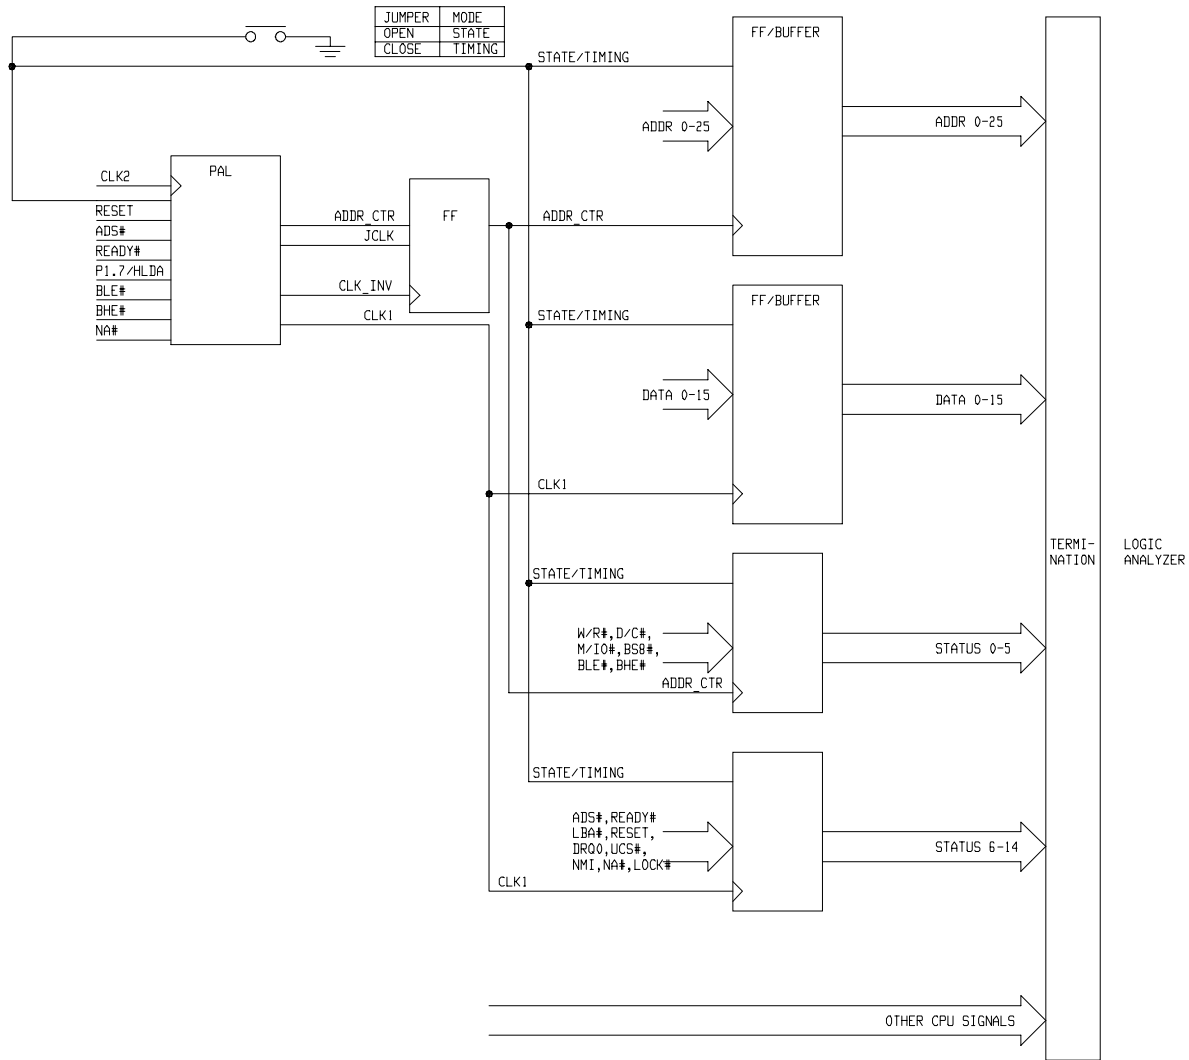 JUMPER MODE
OPEN STATE
CLOSE TIMING
FF/BUFFER
STATE/TIMING
ADDR 0-25
ADDR 0-25
PAL
CLK2
RESET
ADS#
READY#
P1.7/HLDA
BLE#
BHE#
NA#
ADDR_CTR
JCLK
CLK_INV
CLK1
FF
ADDR_CTR
FF/BUFFER
STATE/TIMING
DATA 0-15
DATA 0-15
CLK1
TERMI-
NATION
LOGIC
ANALYZER
STATE/TIMING
W/R#,D/C#,
M/IO#,BS8#,
BLE#,BHE#
ADDR_CTR
STATUS 0-5
STATE/TIMING
ADS#,READY#
LBA#,RESET,
DRQ0,UCS#,
NMI,NA#,LOCK#
CLK1
STATUS 6-14
OTHER CPU SIGNALS